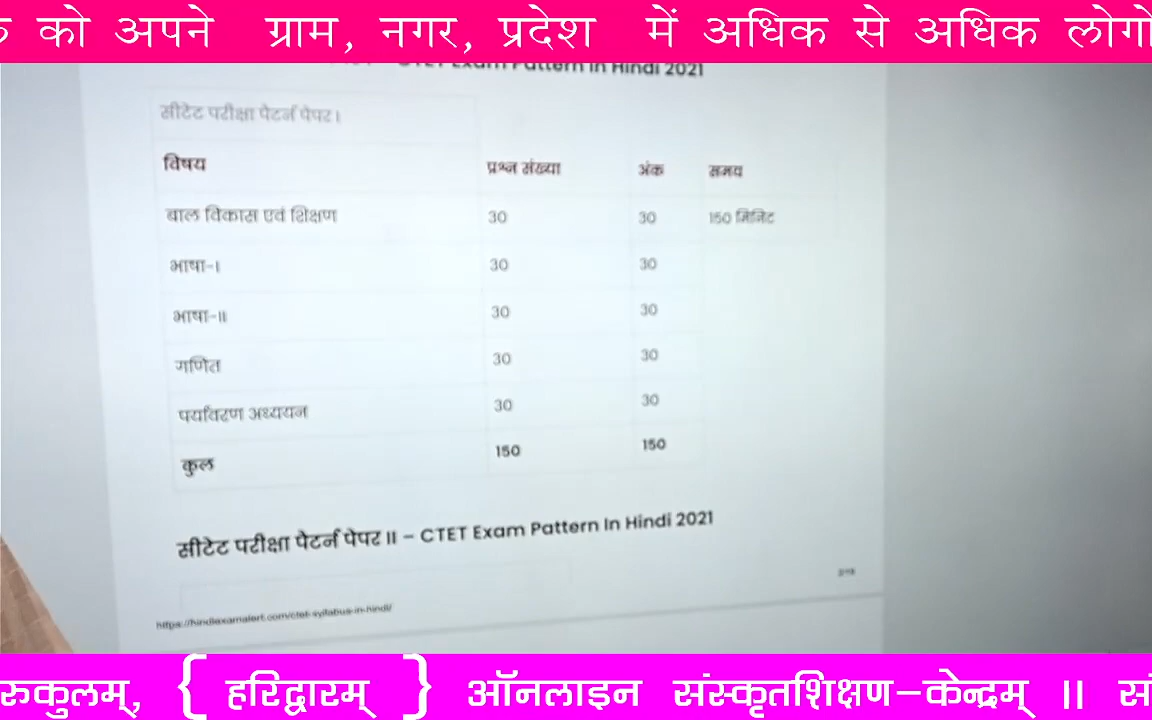 को अपने ग्राम, नगर, प्रदेश में अधिक से अधिक लोगो
CTET Exam Pattern In Hindi 2021
सीटेट परीक्षा पैटर्न पेपर ।
विषय प्रश्न संख्या अंक समय
बाल विकास एवं शिक्षण 30 30 150 मिनिट
भाषा-I 30 30
भाषा-II 30 30
गणित 30 30
पर्यावरण अध्ययन 30 30
कुल 150 150
सीटेट परीक्षा पैटर्न पेपर II – CTET Exam Pattern In Hindi 2021
https://hindiexamalert.com/ctet-syllabus-in-hindi/
रुकुलम्, { हरिद्वारम् } ऑनलाइन संस्कृतशिक्षण–केन्द्रम् ॥ सं